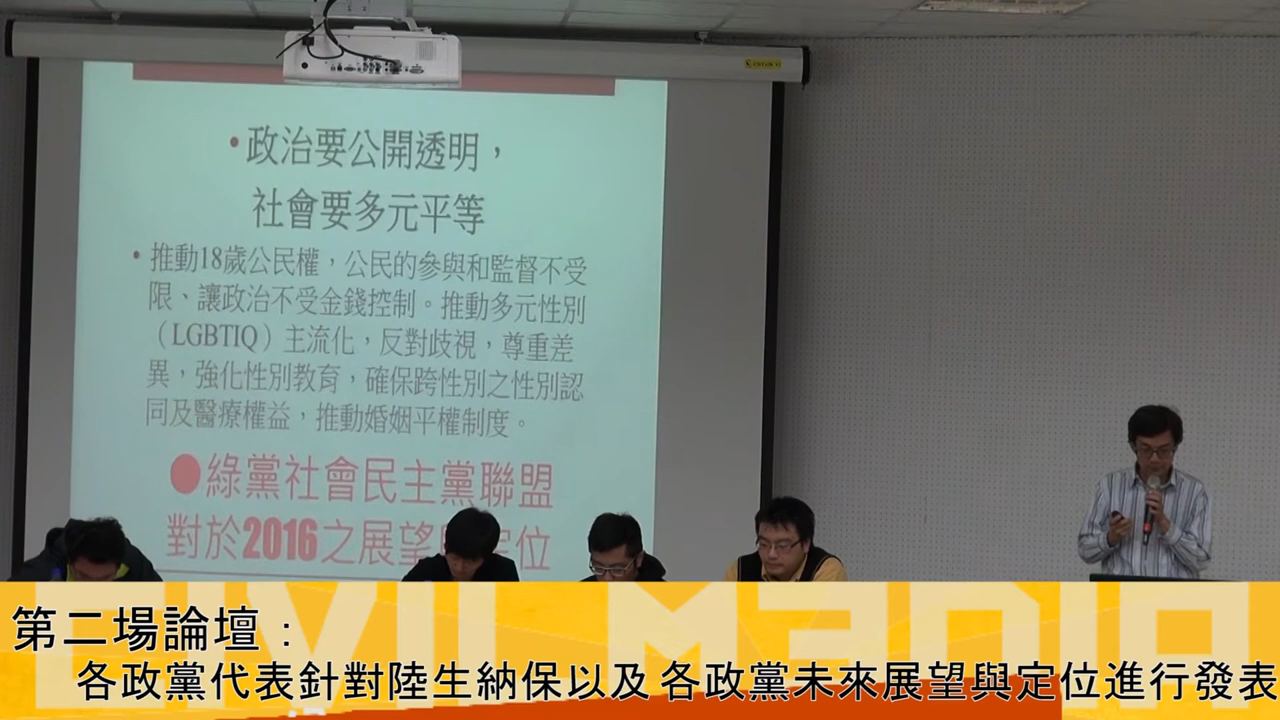 •政治要公開透明，
社會要多元平等
•推動18歲公民權，公民的參與和監督不受
限、讓政治不受金錢控制。推動多元性別
（LGBTIQ）主流化，反對歧視，尊重差
異，強化性別教育，確保跨性別之性別認
同及醫療權益，推動婚姻平權制度。
●綠黨社會民主黨聯盟
對於2016之展望與定位
CIVIL MEDIA
第二場論壇：
各政黨代表針對陸生納保以及各政黨未來展望與定位進行發表